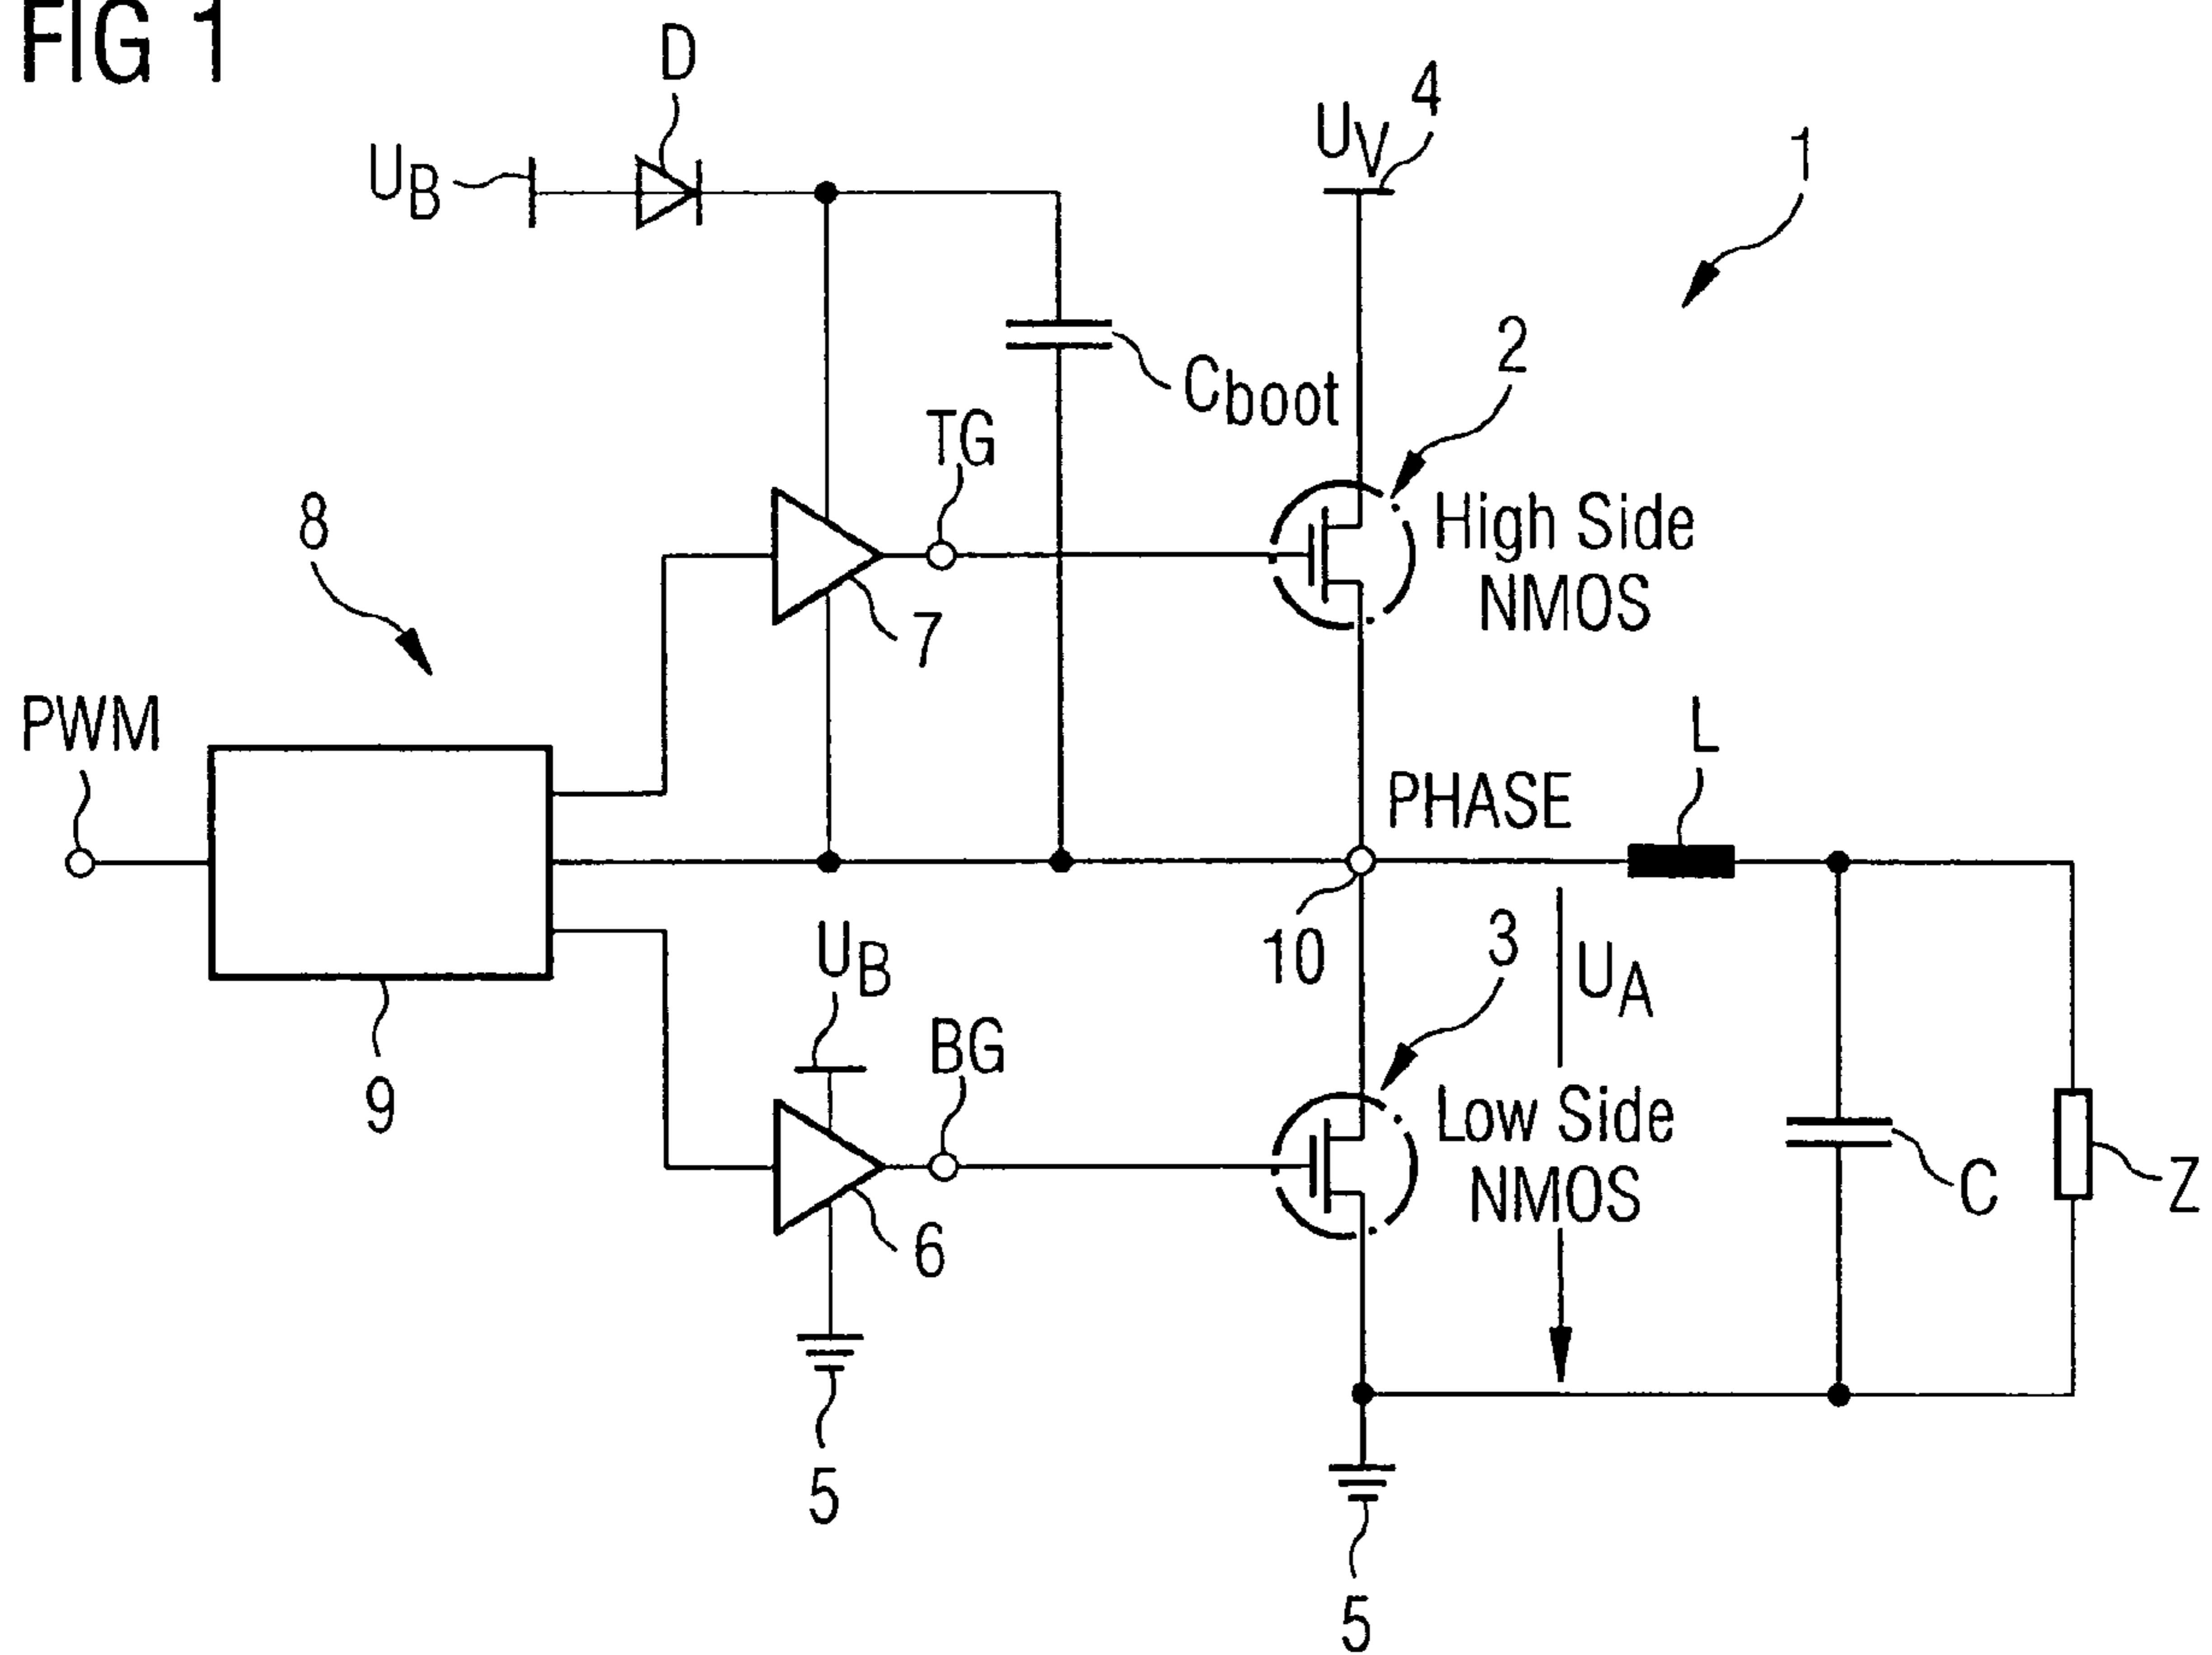 FIG 1
D
UB
UV
4
1
2
Cboot
TG
8
High Side
NMOS
7
PWM
L
PHASE
10
3
UA
UB
BG
9
Low Side
NMOS
C
Z
6
5
5